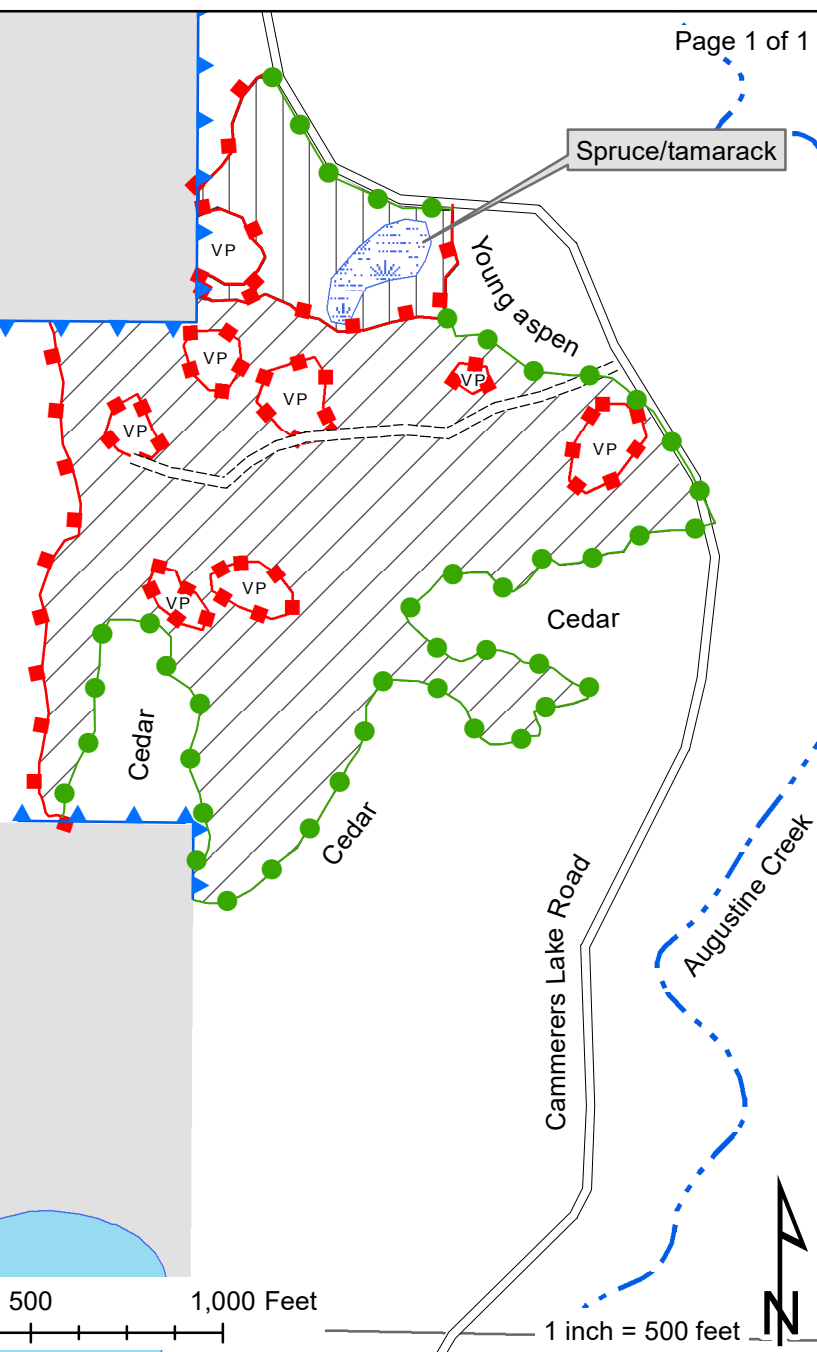 Page 1 of 1
Spruce/tamarack
Young aspen
VP
VP
VP
VP
VP
VP
VP
VP
Cedar
Cedar
Cedar
Cammerers Lake Road
Augustine Creek
500
1,000 Feet
1 inch = 500 feet
N